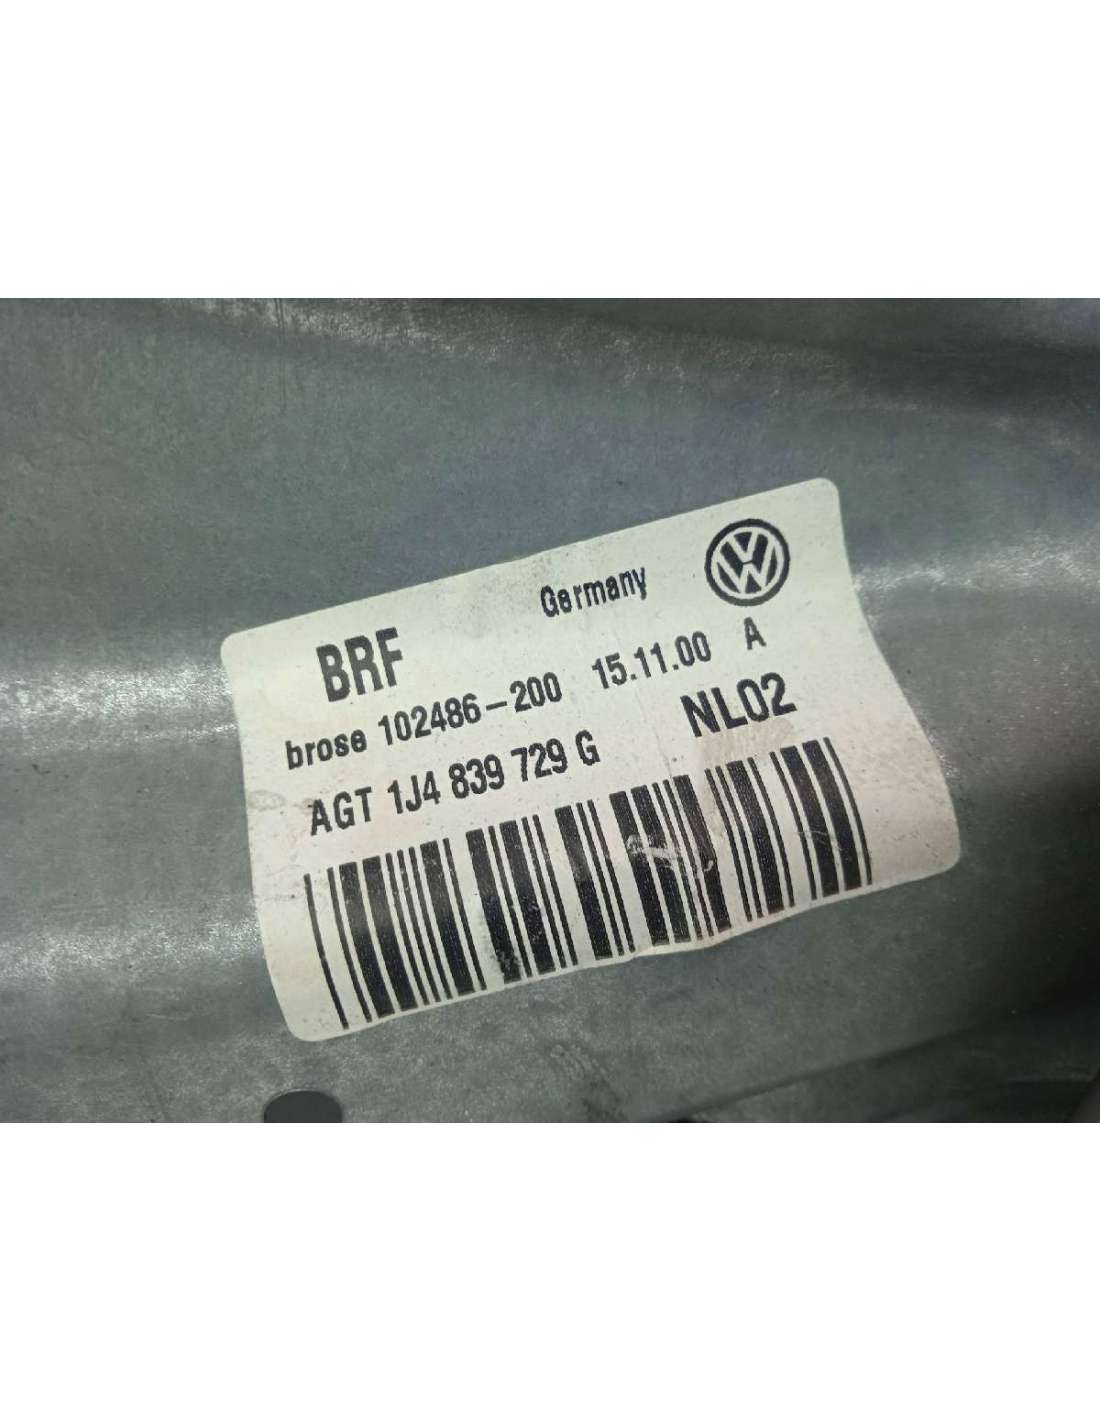 Germany
BRF
brose 102486-200 15.11.00 A
AGT 1J4 839 729 G NL02